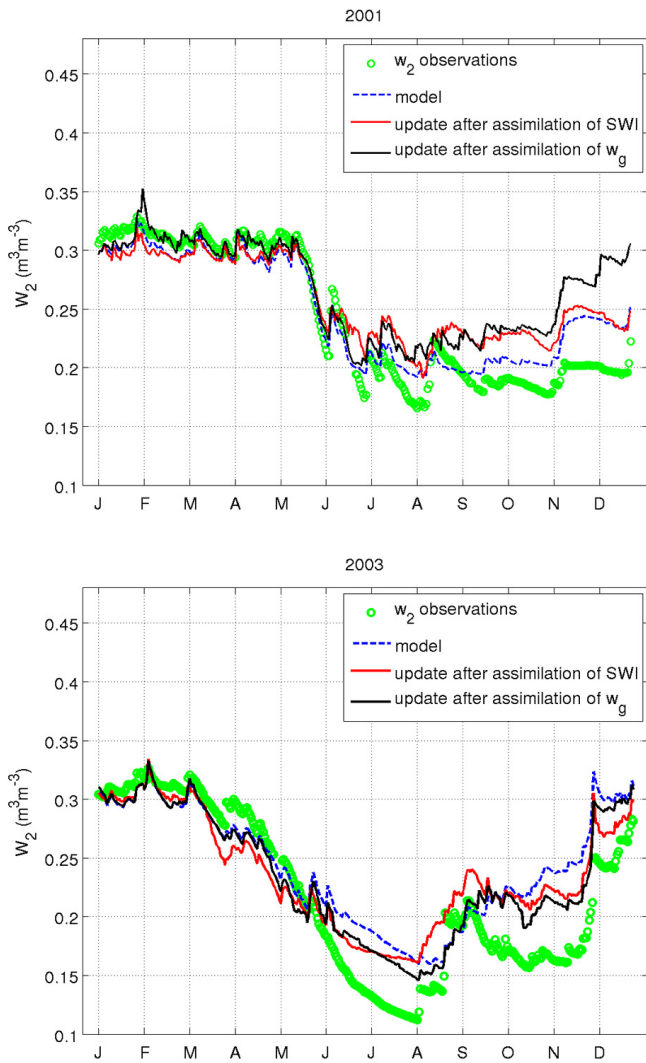 2001
0.45
0.4
0.35
0.3
0.25
0.2
0.15
0.1
W2 (m3m-3)
w2 observations
model
update after assimilation of SWI
update after assimilation of wg
J F M A M J J A S O N D
2003
0.45
0.4
0.35
0.3
0.25
0.2
0.15
0.1
W2 (m3m-3)
w2 observations
model
update after assimilation of SWI
update after assimilation of wg
J F M A M J J A S O N D